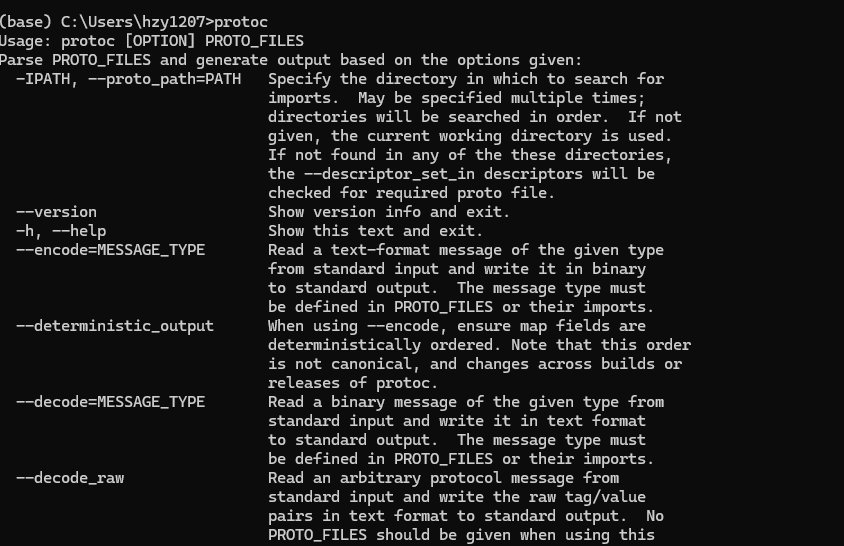 (base) C:\Users\hzy1207>protoc
Usage: protoc [OPTION] PROTO_FILES
Parse PROTO_FILES and generate output based on the options given:
  -IPATH, --proto_path=PATH   Specify the directory in which to search for
                              imports.  May be specified multiple times;
                              directories will be searched in order.  If not
                              given, the current working directory is used.
                              If not found in any of the these directories,
                              the --descriptor_set_in descriptors will be
                              checked for required proto file.
  --version                   Show version info and exit.
  -h, --help                  Show this text and exit.
  --encode=MESSAGE_TYPE       Read a text-format message of the given type
                              from standard input and write it in binary
                              to standard output.  The message type must
                              be defined in PROTO_FILES or their imports.
  --deterministic_output      When using --encode, ensure map fields are
                              deterministically ordered. Note that this order
                              is not canonical, and changes across builds or
                              releases of protoc.
  --decode=MESSAGE_TYPE       Read a binary message of the given type from
                              standard input and write it in text format
                              to standard output.  The message type must
                              be defined in PROTO_FILES or their imports.
  --decode_raw                Read an arbitrary protocol message from
                              standard input and write the raw tag/value
                              pairs in text format to standard output.  No
                              PROTO_FILES should be given when using this